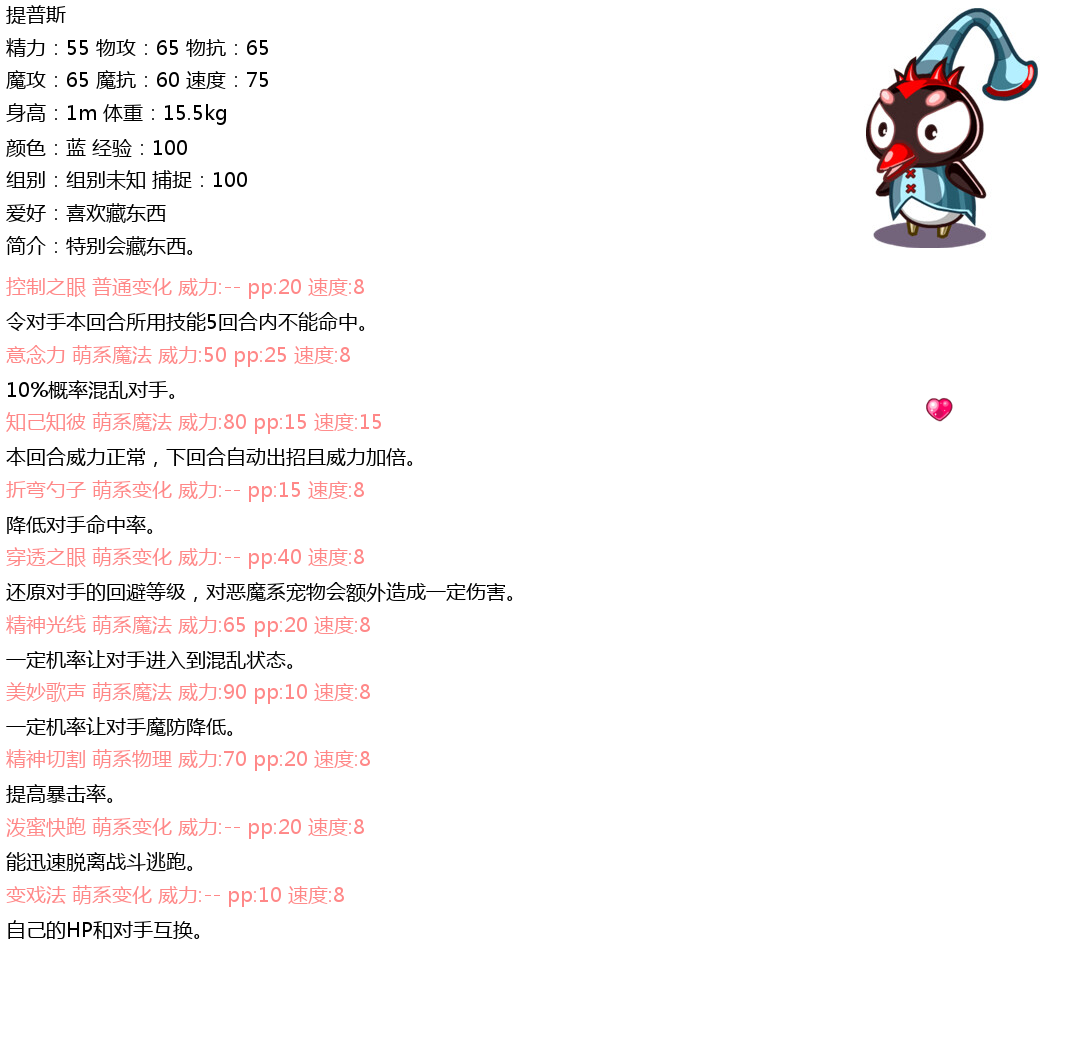 提普斯
精力：55 物攻：65 物抗：65
魔攻：65 魔抗：60 速度：75
身高：1m 体重：15.5kg
颜色：蓝 经验：100
组别：组别未知 捕捉：100
爱好：喜欢藏东西
简介：特别会藏东西。
控制之眼 普通变化 威力:-- pp:20 速度:8
令对手本回合所用技能5回合内不能命中。
意念力 萌系魔法 威力:50 pp:25 速度:8
10%概率混乱对手。
知己知彼 萌系魔法 威力:80 pp:15 速度:15
本回合威力正常，下回合自动出招且威力加倍。
折弯勺子 萌系变化 威力:-- pp:15 速度:8
降低对手命中率。
穿透之眼 萌系变化 威力:-- pp:40 速度:8
还原对手的回避等级，对恶魔系宠物会额外造成一定伤害。
精神光线 萌系魔法 威力:65 pp:20 速度:8
一定机率让对手进入到混乱状态。
美妙歌声 萌系魔法 威力:90 pp:10 速度:8
一定机率让对手魔防降低。
精神切割 萌系物理 威力:70 pp:20 速度:8
提高暴击率。
泼蜜快跑 萌系变化 威力:-- pp:20 速度:8
能迅速脱离战斗逃跑。
变戏法 萌系变化 威力:-- pp:10 速度:8
自己的HP和对手互换。